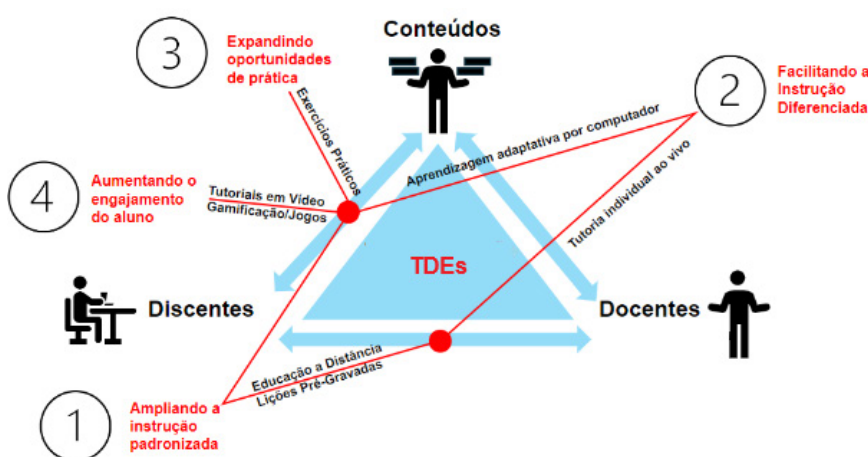 3
Expandindo
oportunidades
de prática
Conteúdos
2
Facilitando a
Instrução
Diferenciada
Exercícios Práticos
Aprendizagem adaptativa por computador
4
Aumentando o
engajamento
do aluno
Tutoriais em Vídeo
Gamificação/Jogos
Tutoria individual ao vivo
TDEs
Discentes
Docentes
Educação a Distância
Lições Pré-Gravadas
1
Ampliando a
instrução
padronizada